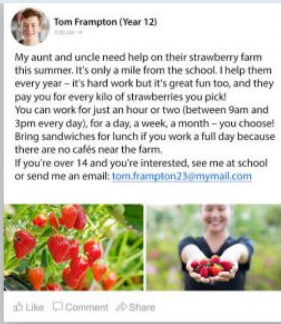 Tom Frampton (Year 12)
My aunt and uncle need help on their strawberry farm
this summer. It's only a mile from the school. I help them
every year – it's hard work but it's great fun too, and they
pay you for every kilo of strawberries you pick!
You can work for just an hour or two (between 9am and
3pm every day), for a day, a week, a month – you choose!
Bring sandwiches for lunch if you work a full day because
there are no cafés near the farm.
If you're over 14 and you're interested, see me at school
or send me an email: tom.frampton23@mymail.com
Like Comment Share